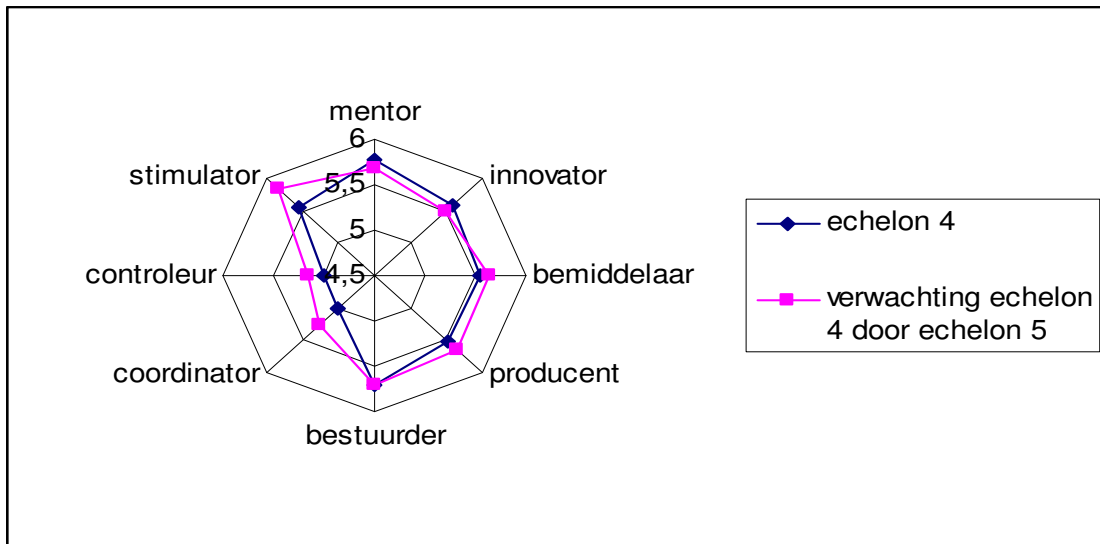 mentor
6
stimulator
innovator
5,5
5
controleur
4,5
bemiddelaar
coordinator
producent
bestuurder
echelon 4
verwachting echelon
4 door echelon 5